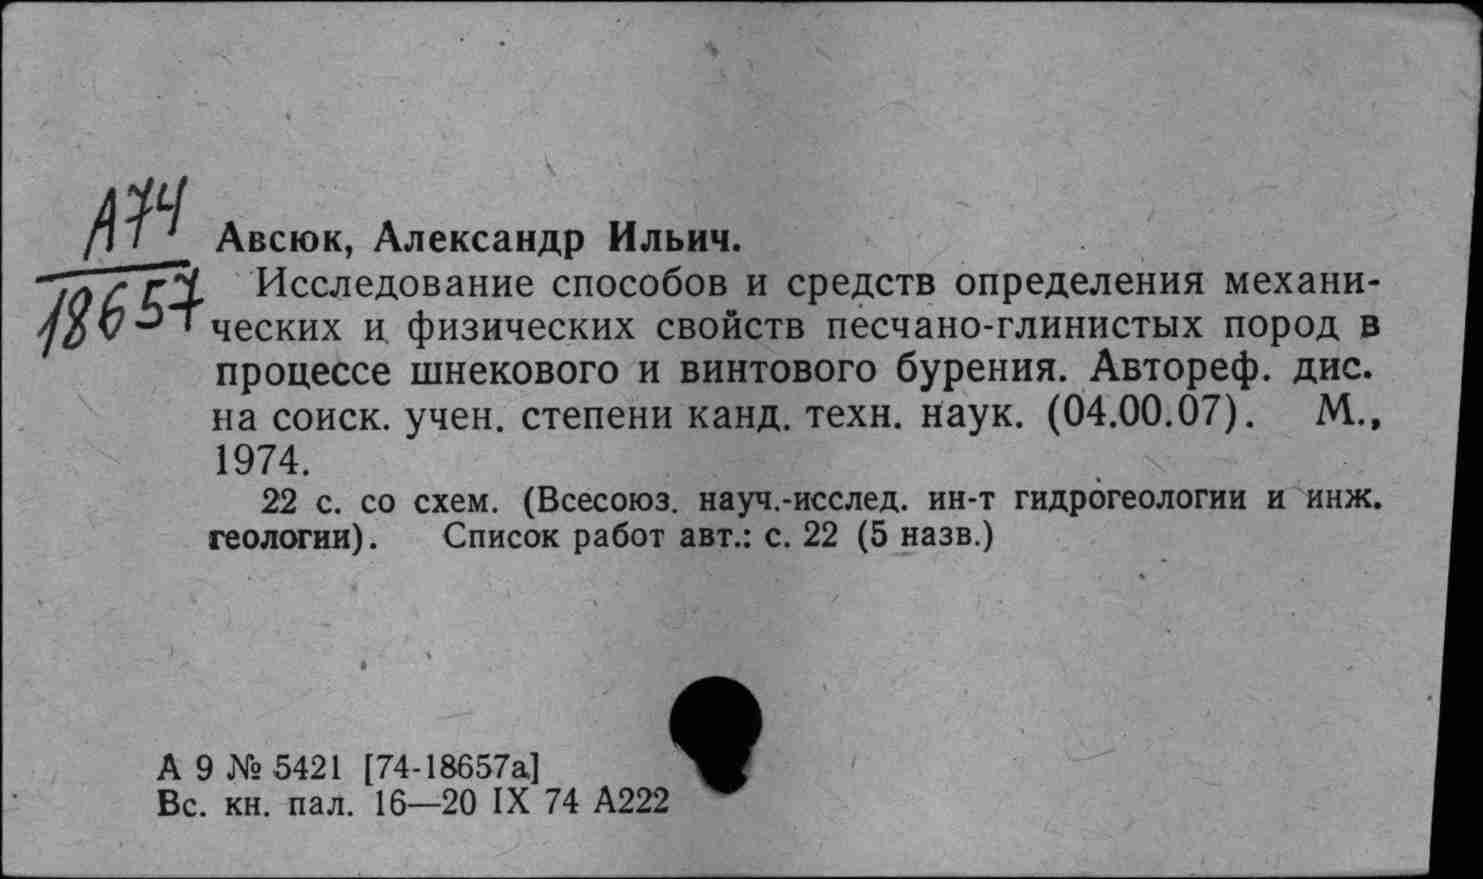 А74
18657
Авсюк, Александр Ильич.
Исследование способов и средств определения механи-
ческих и физических свойств песчано-глинистых пород в
процессе шнекового и винтового бурения. Автореф. дис.
на соиск. учен. степени канд. техн. наук. (04.00.07). М.,
1974.
22 с. со схем. (Всесоюз. науч.-исслед. ин-т гидрогеологии и инж.
геологии). Список работ авт.: с. 22 (5 назв.)
А 9 № 5421 [74-18657а]
Вс. кн. пал. 16—20 IX 74 А222